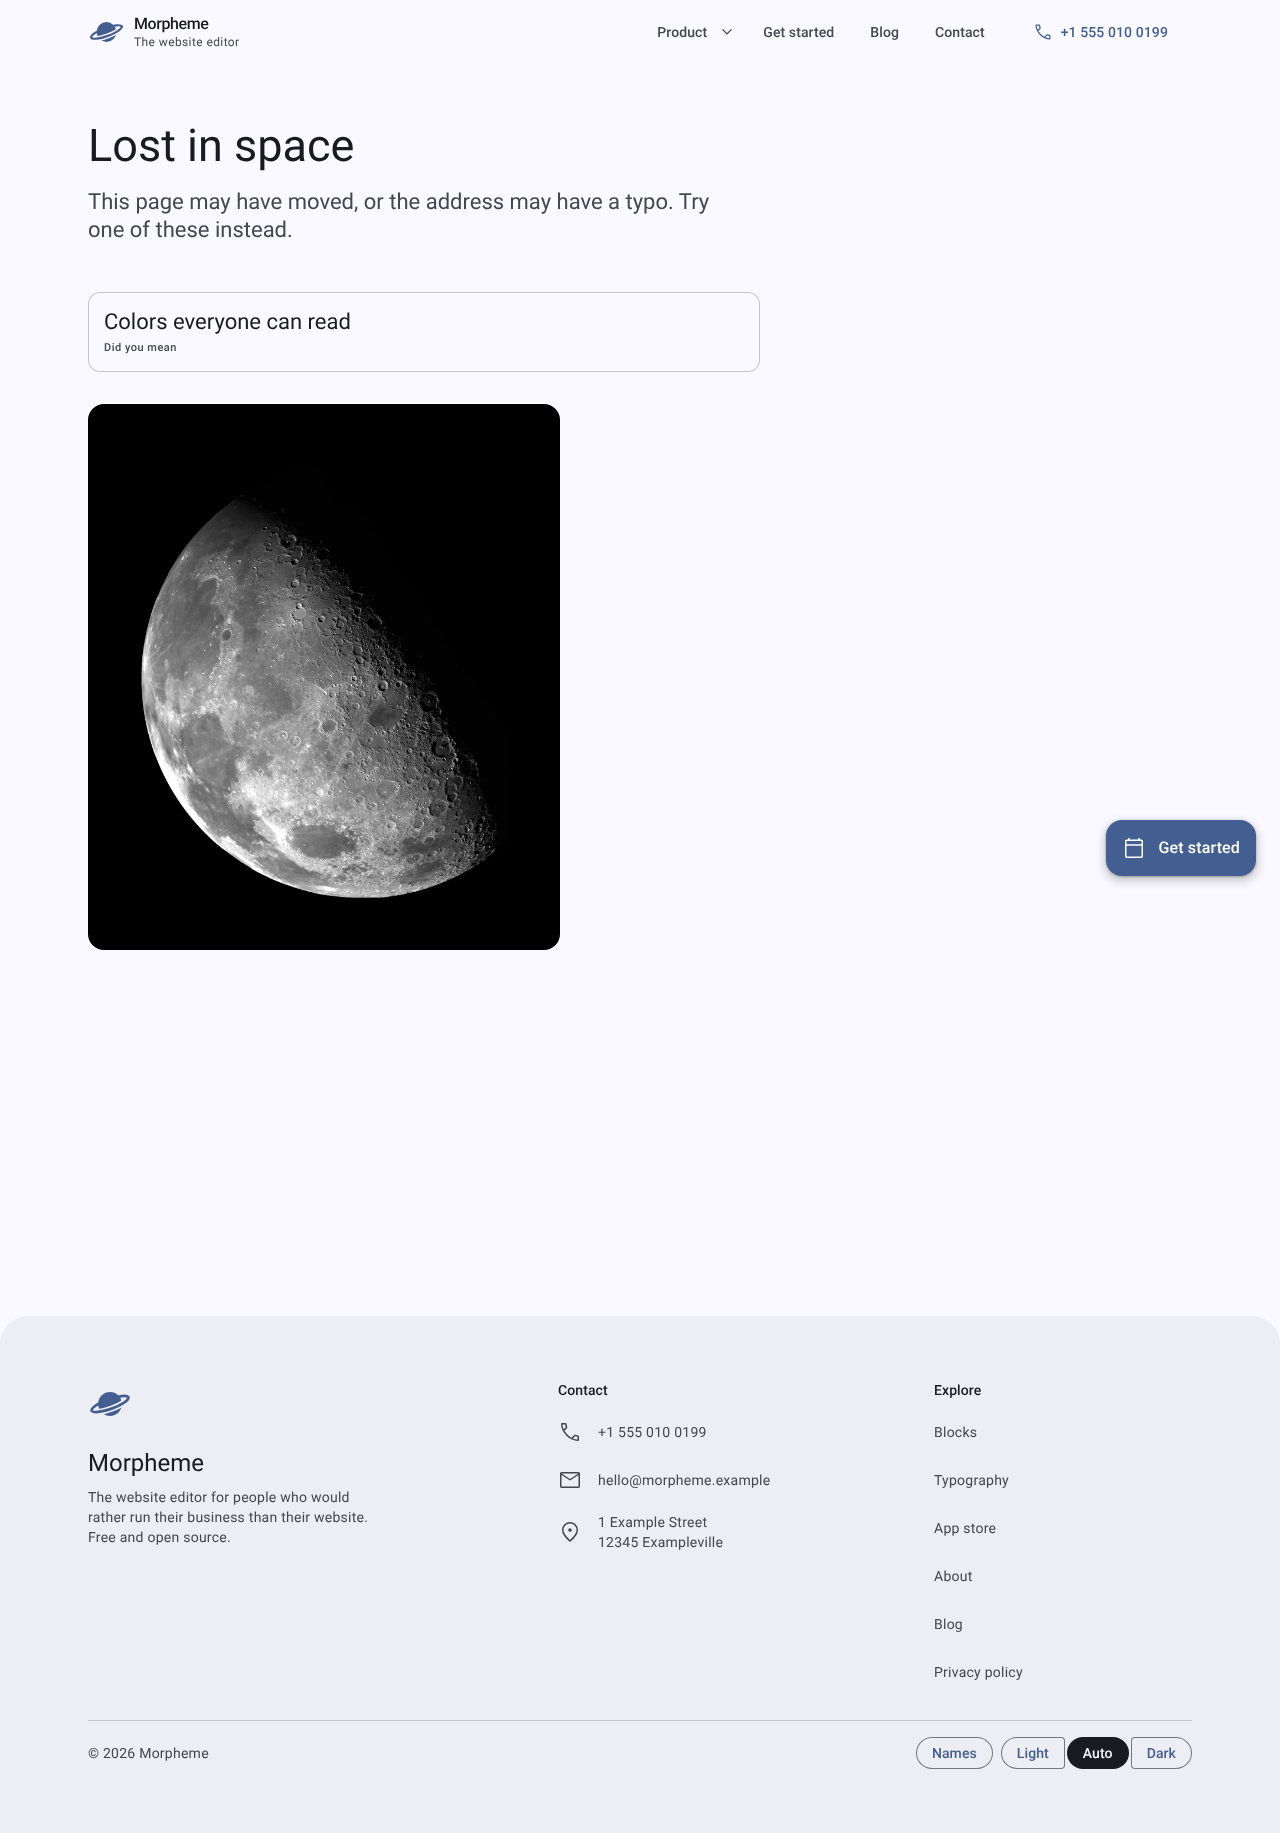 Morpheme
The website editor
Product
Get started
Blog
Contact
+1 555 010 0199
Lost in space
This page may have moved, or the address may have a typo. Try
one of these instead.
Colors everyone can read
Did you mean
Get started
Morpheme
The website editor for people who would
rather run their business than their website.
Free and open source.
Contact
+1 555 010 0199
hello@morpheme.example
1 Example Street
12345 Exampleville
Explore
Blocks
Typography
App store
About
Blog
Privacy policy
© 2026 Morpheme
Names
Light
Auto
Dark